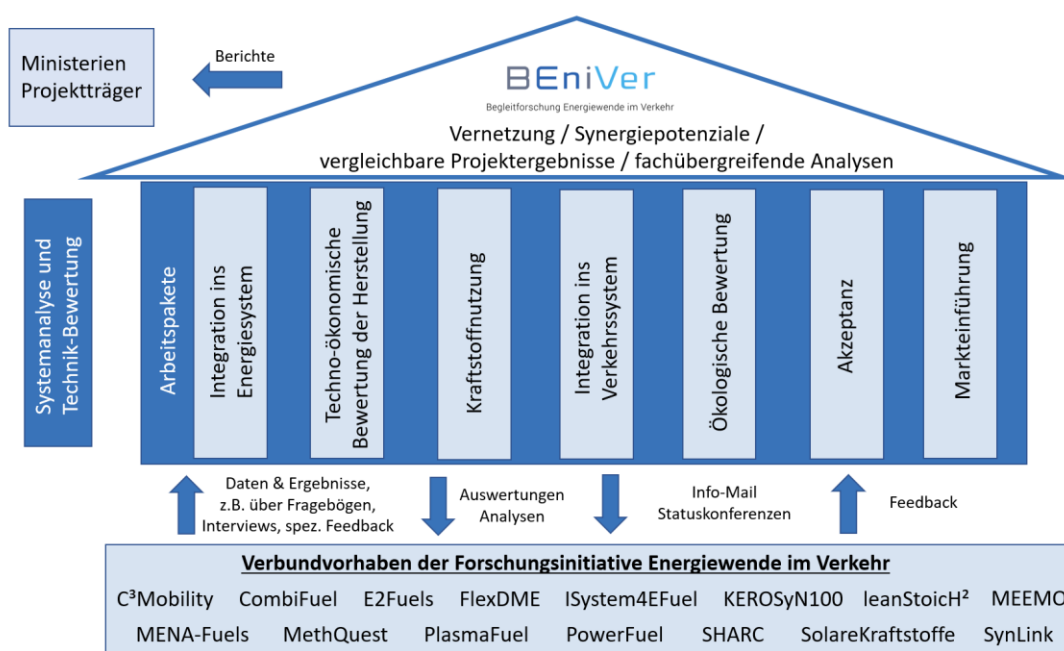 Ministerien
Projektträger
Berichte
BEniVer
Begleitforschung Energiewende im Verkehr
Vernetzung / Synergiepotenziale /
vergleichbare Projektergebnisse / fachübergreifende Analysen
Systemanalyse und
Technik-Bewertung
Arbeitspakete
Integration ins
Energiesystem
Techno-ökonomische
Bewertung der Herstellung
Kraftstoffnutzung
Integration ins
Verkehrssystem
Ökologische Bewertung
Akzeptanz
Markteinführung
Daten & Ergebnisse,
z.B. über Fragebögen,
Interviews, spez. Feedback
Auswertungen
Analysen
Info-Mail
Statuskonferenzen
Feedback
Verbundvorhaben der Forschungsinitiative Energiewende im Verkehr
C³Mobility CombiFuel E2Fuels FlexDME ISystem4EFuel KEROSyN100 leanStoicH² MEEMO
MENA-Fuels MethQuest PlasmaFuel PowerFuel SHARC SolareKraftstoffe SynLink